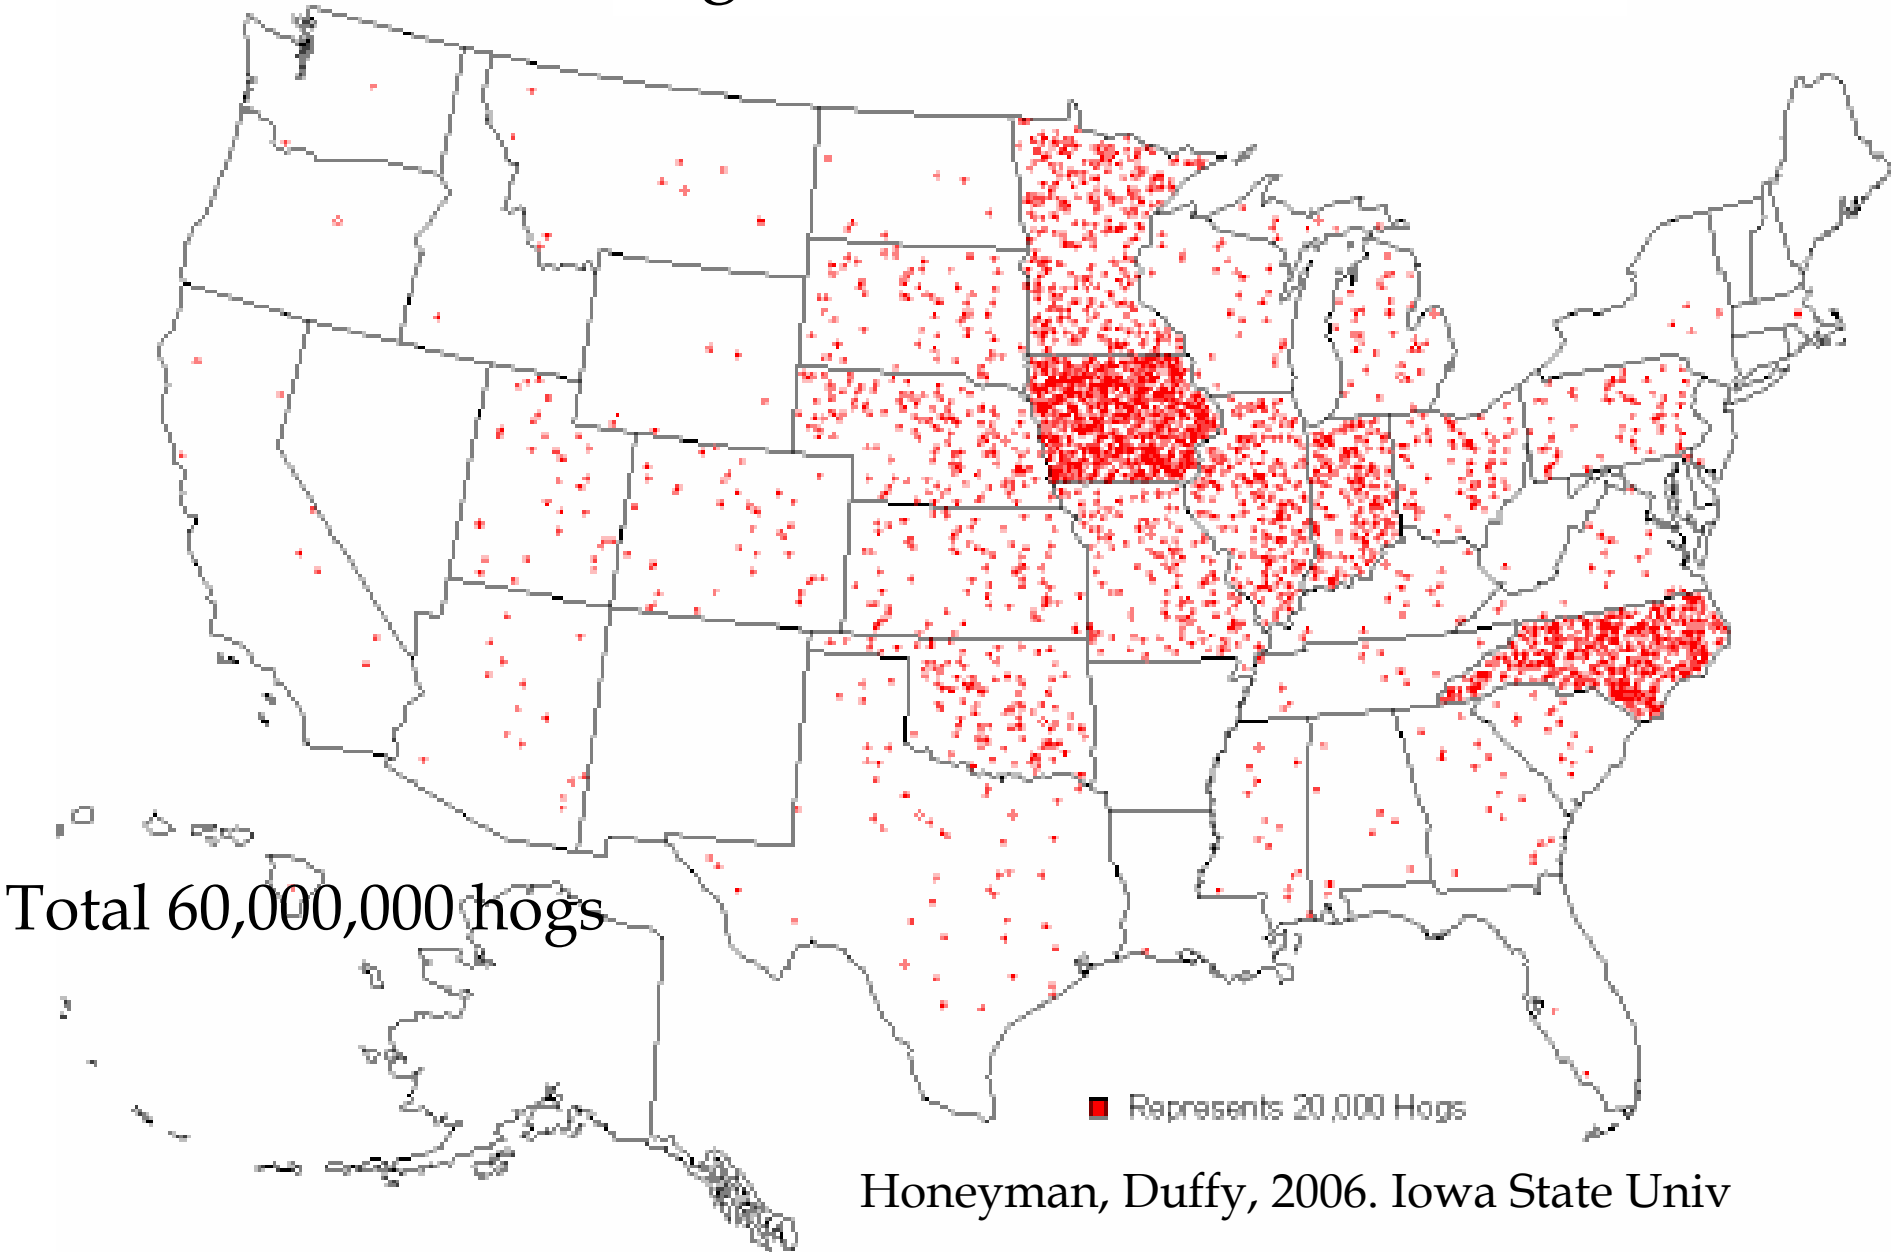 Total 60,000,000 hogs
Represents 20,000 Hogs
Honeyman, Duffy, 2006. Iowa State Univ